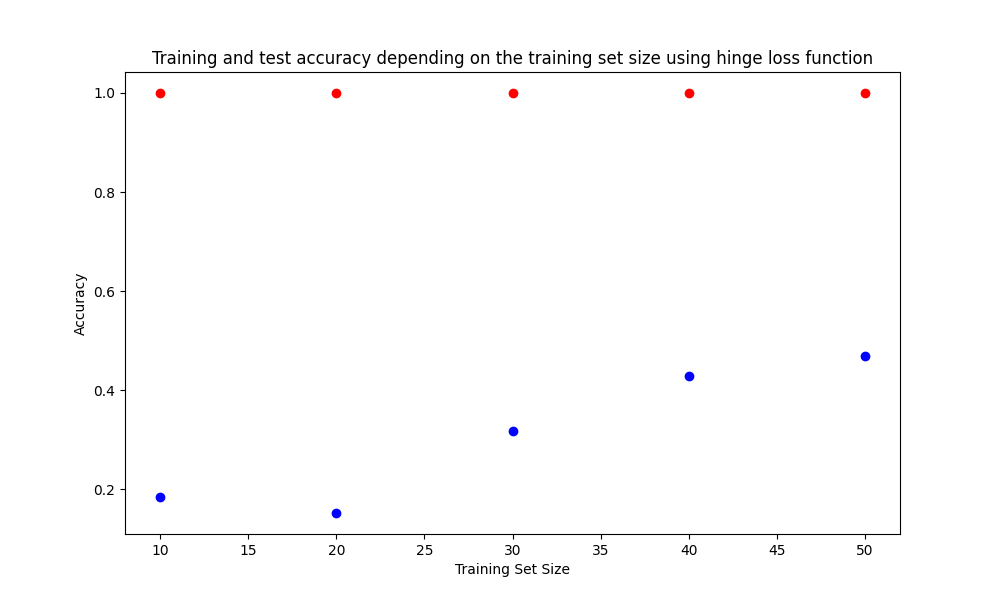 Training and test accuracy depending on the training set size using hinge loss function
1.0
0.8
0.6
0.4
0.2
Accuracy
10 15 20 25 30 35 40 45 50
Training Set Size